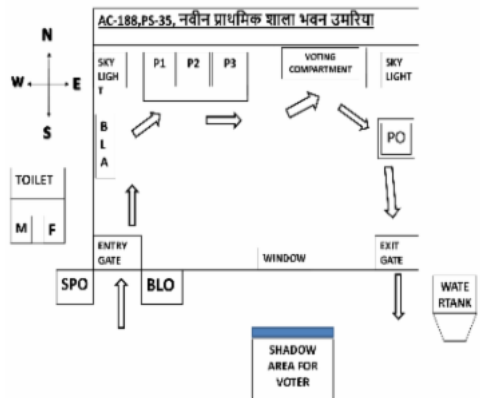 AC-188,PS-35, नवीन प्राथमिक शाला भवन उमरिया
N
W E
S
SKY
LIGH
T
P1 P2 P3
VOTING
COMPARTMENT
SKY
LIGHT
B
L
A
PO
TOILET
M F
ENTRY
GATE
WINDOW
EXIT
GATE
SPO
BLO
WATE
RTANK
SHADOW
AREA FOR
VOTER